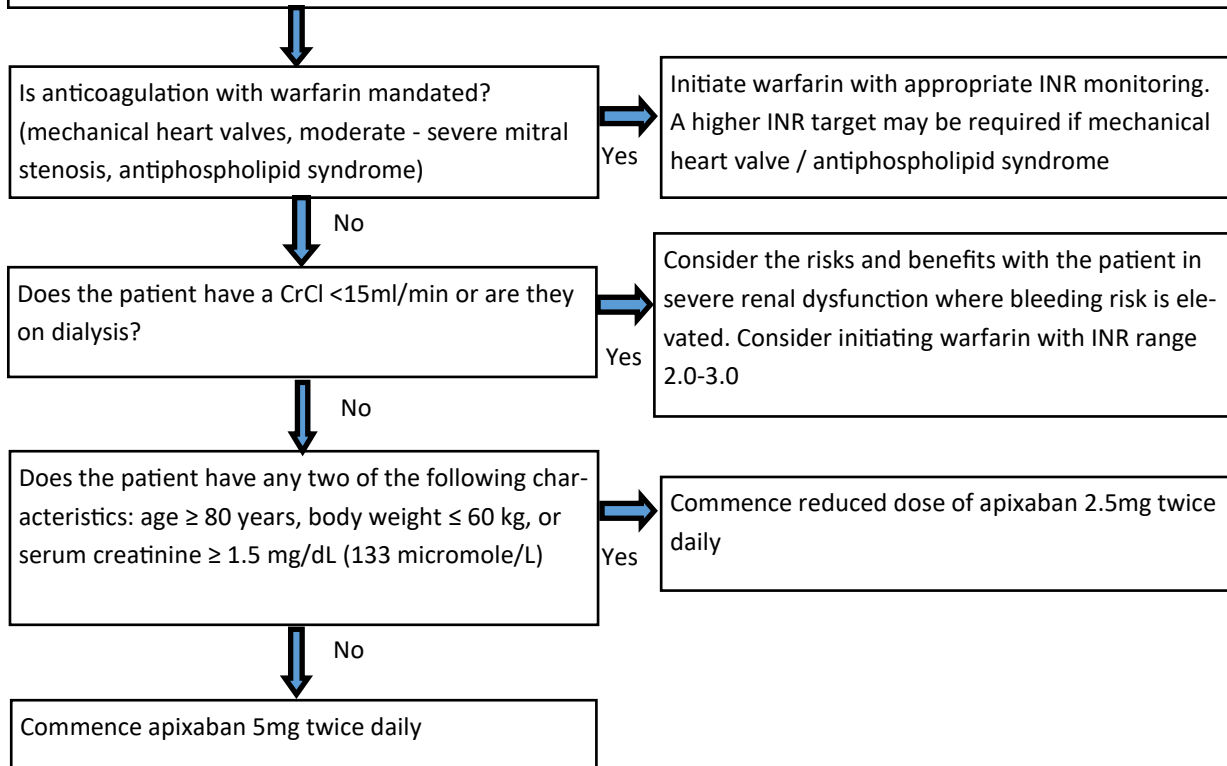 Is anticoagulation with warfarin mandated?
(mechanical heart valves, moderate - severe mitral
stenosis, antiphospholipid syndrome)
Yes
Initiate warfarin with appropriate INR monitoring.
A higher INR target may be required if mechanical
heart valve / antiphospholipid syndrome
No
Does the patient have a CrCl <15ml/min or are they
on dialysis?
Yes
Consider the risks and benefits with the patient in
severe renal dysfunction where bleeding risk is ele-
vated. Consider initiating warfarin with INR range
2.0-3.0
No
Does the patient have any two of the following char-
acteristics: age ≥ 80 years, body weight ≤ 60 kg, or
serum creatinine ≥ 1.5 mg/dL (133 micromole/L)
Yes
Commence reduced dose of apixaban 2.5mg twice
daily
No
Commence apixaban 5mg twice daily